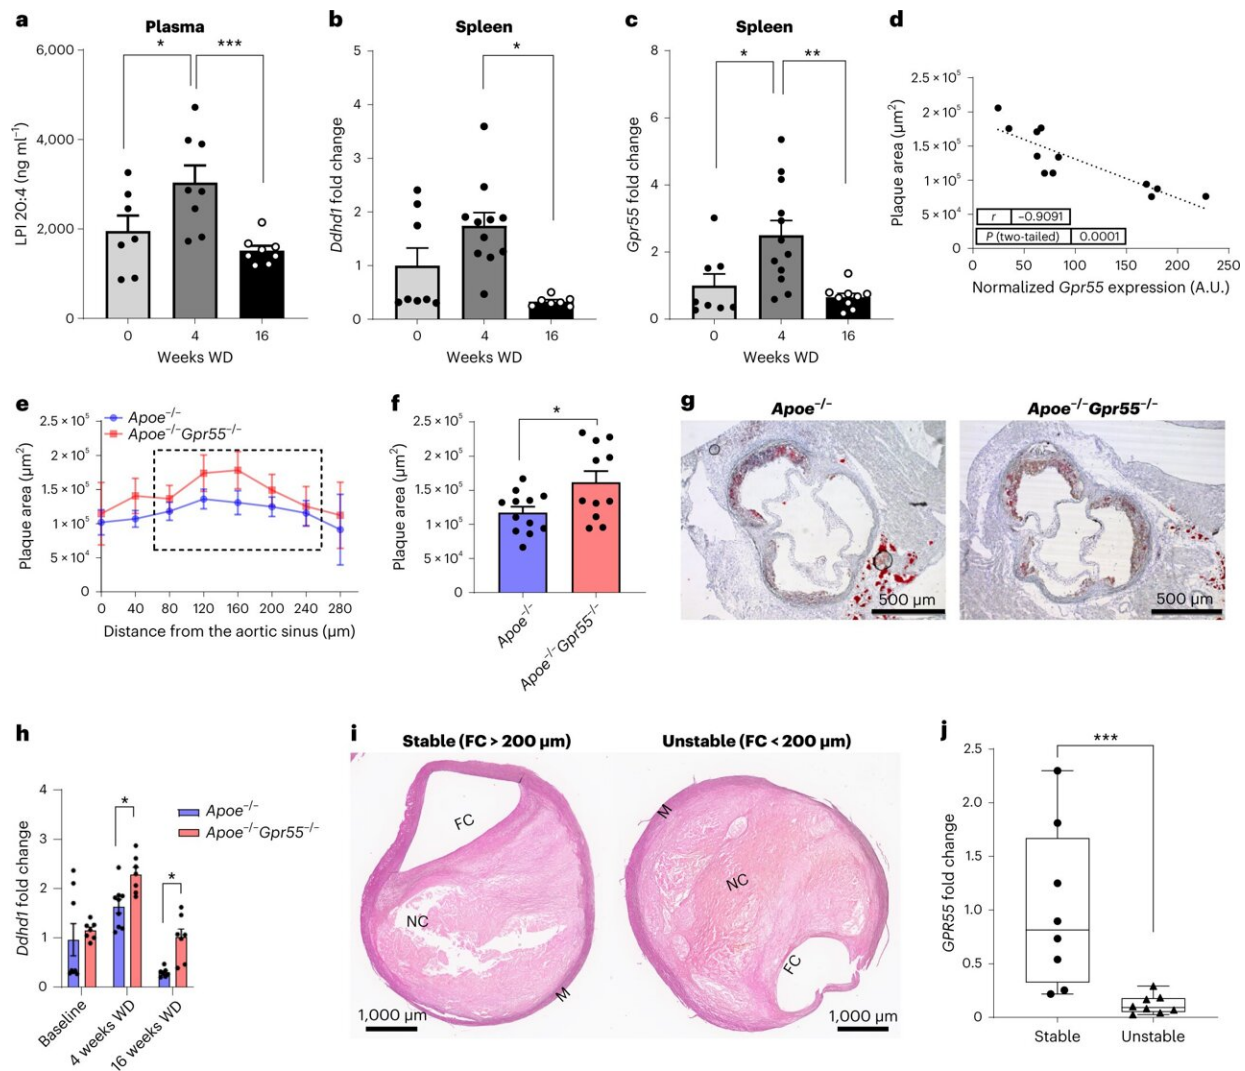 a
Plasma
*
***
6,000
4,000
2,000
0
LPI 20:4 (ng ml⁻¹)
0
4
16
Weeks WD
b
Spleen
*
5
4
3
2
1
0
Ddhd1 fold change
0
4
16
Weeks WD
c
Spleen
*
**
8
6
4
2
0
Gpr55 fold change
0
4
16
Weeks WD
d
2.5 × 10⁵
2 × 10⁵
1.5 × 10⁵
1 × 10⁵
5 × 10⁴
0
Plaque area (µm²)
r
−0.9091
P (two-tailed)
0.0001
0 50 100 150 200 250
Normalized Gpr55 expression (A.U.)
e
Apoe⁻/⁻
Apoe⁻/⁻Gpr55⁻/⁻
2.5 × 10⁵
2 × 10⁵
1.5 × 10⁵
1 × 10⁵
5 × 10⁴
0
Plaque area (µm²)
0 40 80 120 160 200 240 280
Distance from the aortic sinus (µm)
f
*
2.5 × 10⁵
2 × 10⁵
1.5 × 10⁵
1 × 10⁵
5 × 10⁴
0
Plaque area (µm²)
Apoe⁻/⁻
Apoe⁻/⁻Gpr55⁻/⁻
g
Apoe⁻/⁻
Apoe⁻/⁻Gpr55⁻/⁻
500 µm
500 µm
h
4
3
2
1
0
Ddhd1 fold change
*
*
Apoe⁻/⁻
Apoe⁻/⁻Gpr55⁻/⁻
Baseline
4 weeks WD
16 weeks WD
i
Stable (FC > 200 µm)
Unstable (FC < 200 µm)
FC
NC
M
1,000 µm
M
NC
FC
1,000 µm
j
***
2.5
2.0
1.5
1.0
0.5
0
GPR55 fold change
Stable
Unstable